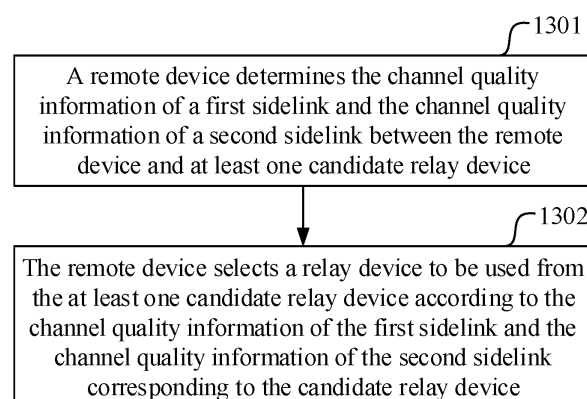 1301
A remote device determines the channel quality
information of a first sidelink and the channel quality
information of a second sidelink between the remote
device and at least one candidate relay device
1302
The remote device selects a relay device to be used from
the at least one candidate relay device according to the
channel quality information of the first sidelink and the
channel quality information of the second sidelink
corresponding to the candidate relay device